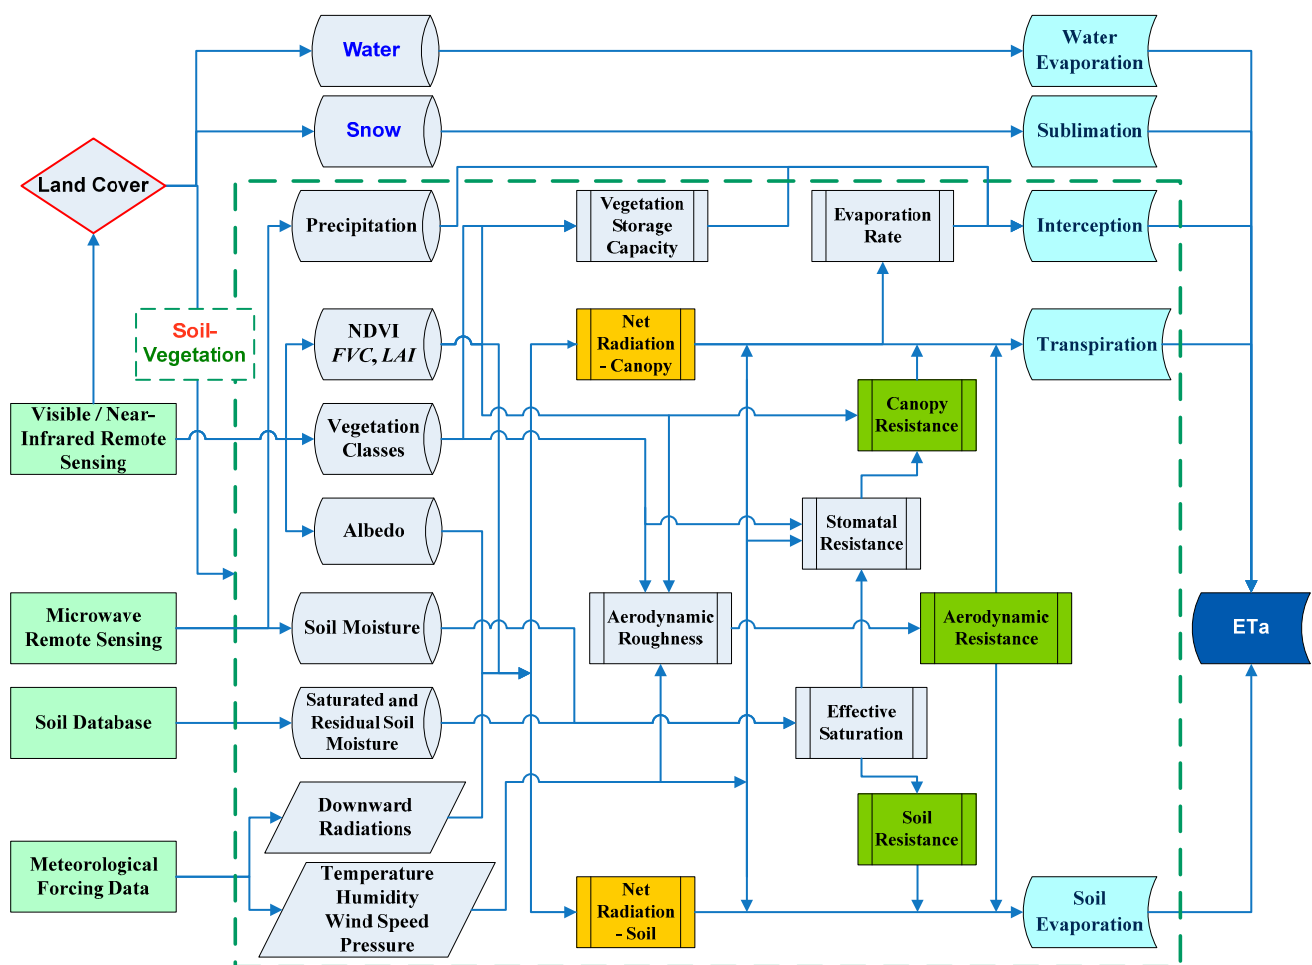 Water
Water
Evaporation
Snow
Sublimation
Land Cover
Precipitation
Vegetation
Storage
Capacity
Evaporation
Rate
Interception
Soil-
Vegetation
NDVI
FVC, LAI
Net
Radiation
- Canopy
Transpiration
Visible / Near-
Infrared Remote
Sensing
Vegetation
Classes
Canopy
Resistance
Albedo
Stomatal
Resistance
Microwave
Remote Sensing
Soil Moisture
Aerodynamic
Roughness
Aerodynamic
Resistance
ETa
Soil Database
Saturated and
Residual Soil
Moisture
Effective
Saturation
Downward
Radiations
Soil
Resistance
Meteorological
Forcing Data
Temperature
Humidity
Wind Speed
Pressure
Net
Radiation
- Soil
Soil
Evaporation